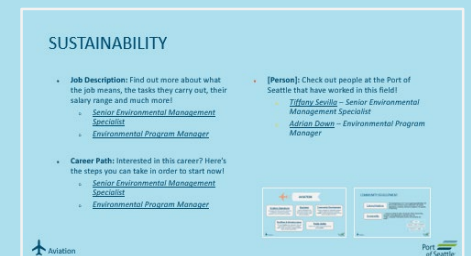 SUSTAINABILITY
Job Description: Find out more about what
the job means, the tasks they carry out, their
salary range and much more!
Senior Environmental Management
Specialist
Environmental Program Manager
Career Path: Interested in this career? Here's
the steps you can take in order to start now!
Senior Environmental Management
Specialist
Environmental Program Manager
[Person]: Check out people at the Port of
Seattle that have worked in this field!
Tiffany Sevilla – Senior Environmental
Management Specialist
Adrian Down – Environmental Program
Manager
Aviation
Port
of Seattle